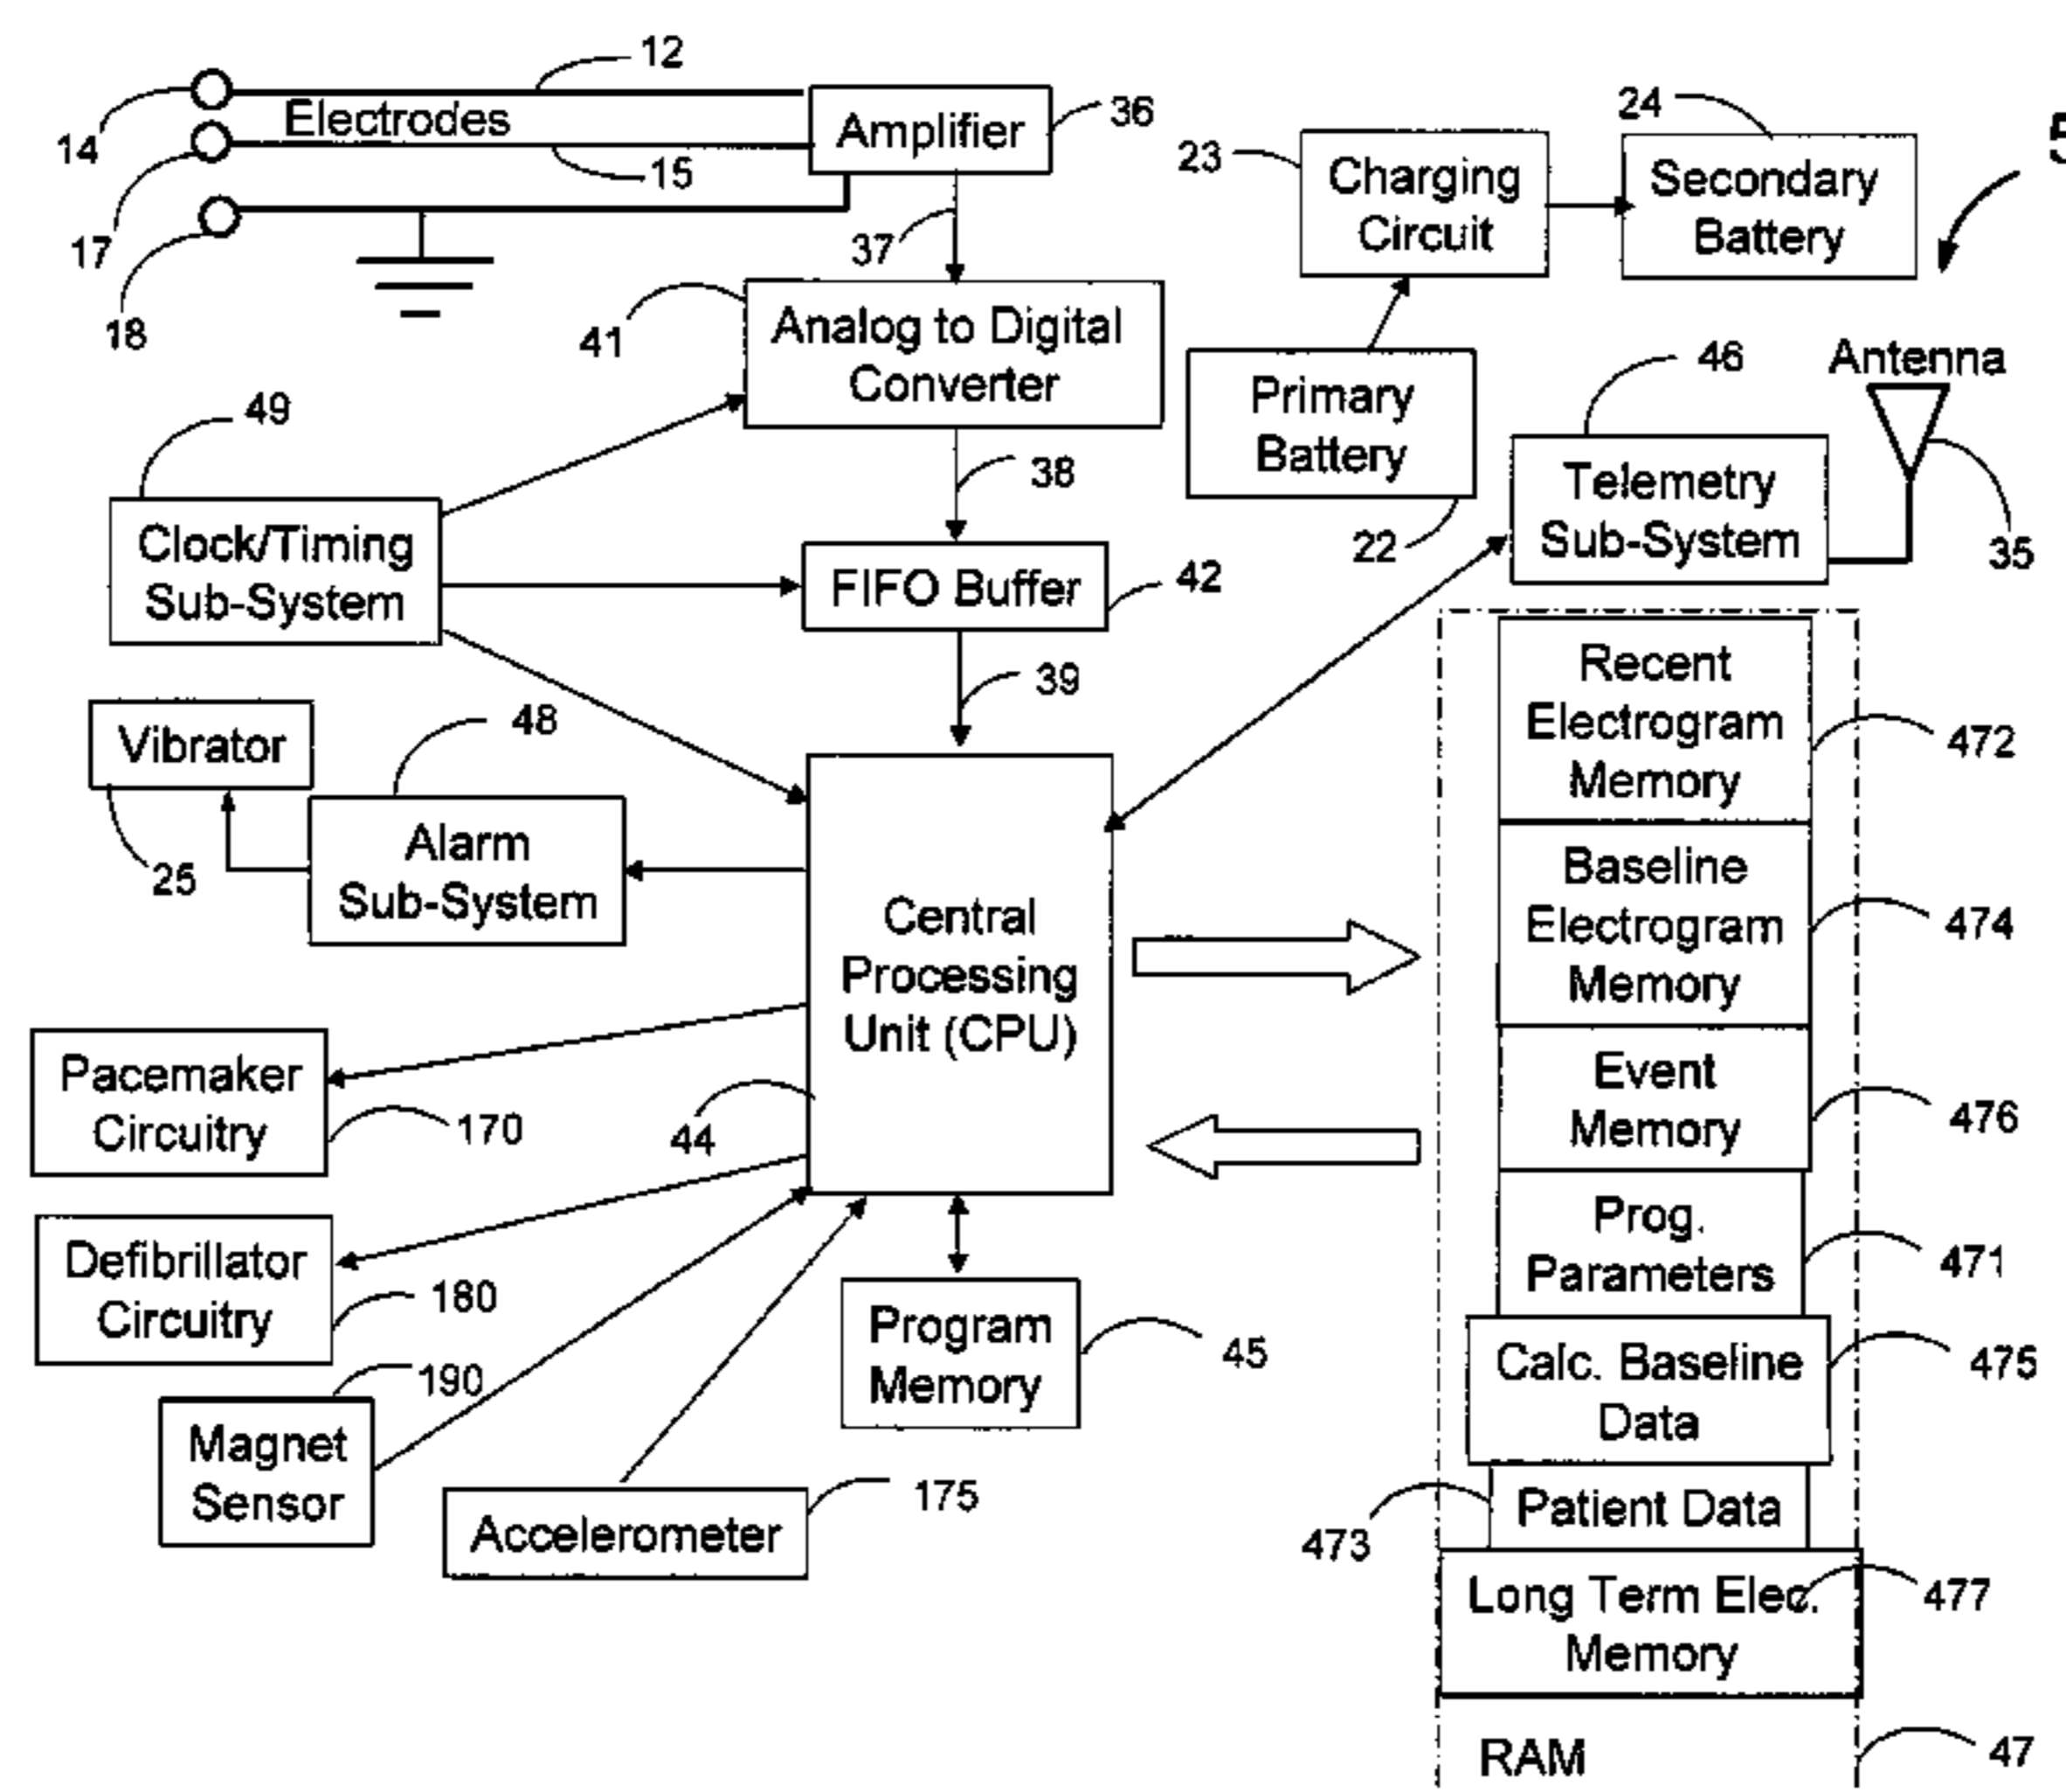 12
14
Electrodes
Amplifier
36
15
17
18
37
24
5
23
Charging
Circuit
Secondary
Battery
41
Analog to Digital
Converter
Primary
Battery
22
46
Antenna
49
Clock/Timing
Sub-System
38
Telemetry
Sub-System
35
FIFO Buffer
42
39
Vibrator
25
48
Alarm
Sub-System
Central
Processing
Unit (CPU)
44
Pacemaker
Circuitry
170
Defibrillator
Circuitry
180
190
Magnet
Sensor
Accelerometer
175
Program
Memory
45
Recent
Electrogram
Memory
472
Baseline
Electrogram
Memory
474
Event
Memory
476
Prog.
Parameters
471
Calc. Baseline
Data
475
473
Patient Data
Long Term Elec.
Memory
477
RAM
47